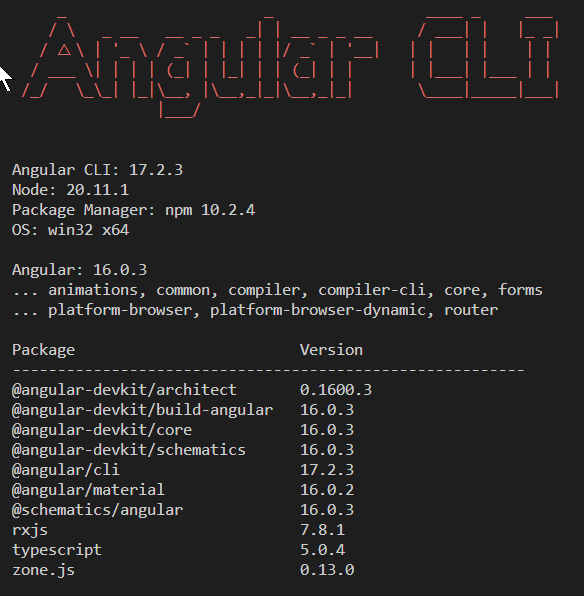 Angular CLI
Angular CLI: 17.2.3
Node: 20.11.1
Package Manager: npm 10.2.4
OS: win32 x64
Angular: 16.0.3
... animations, common, compiler, compiler-cli, core, forms
... platform-browser, platform-browser-dynamic, router
Package Version
---------------------------------------------------------
@angular-devkit/architect 0.1600.3
@angular-devkit/build-angular 16.0.3
@angular-devkit/core 16.0.3
@angular-devkit/schematics 16.0.3
@angular/cli 17.2.3
@angular/material 16.0.2
@schematics/angular 16.0.3
rxjs 7.8.1
typescript 5.0.4
zone.js 0.13.0